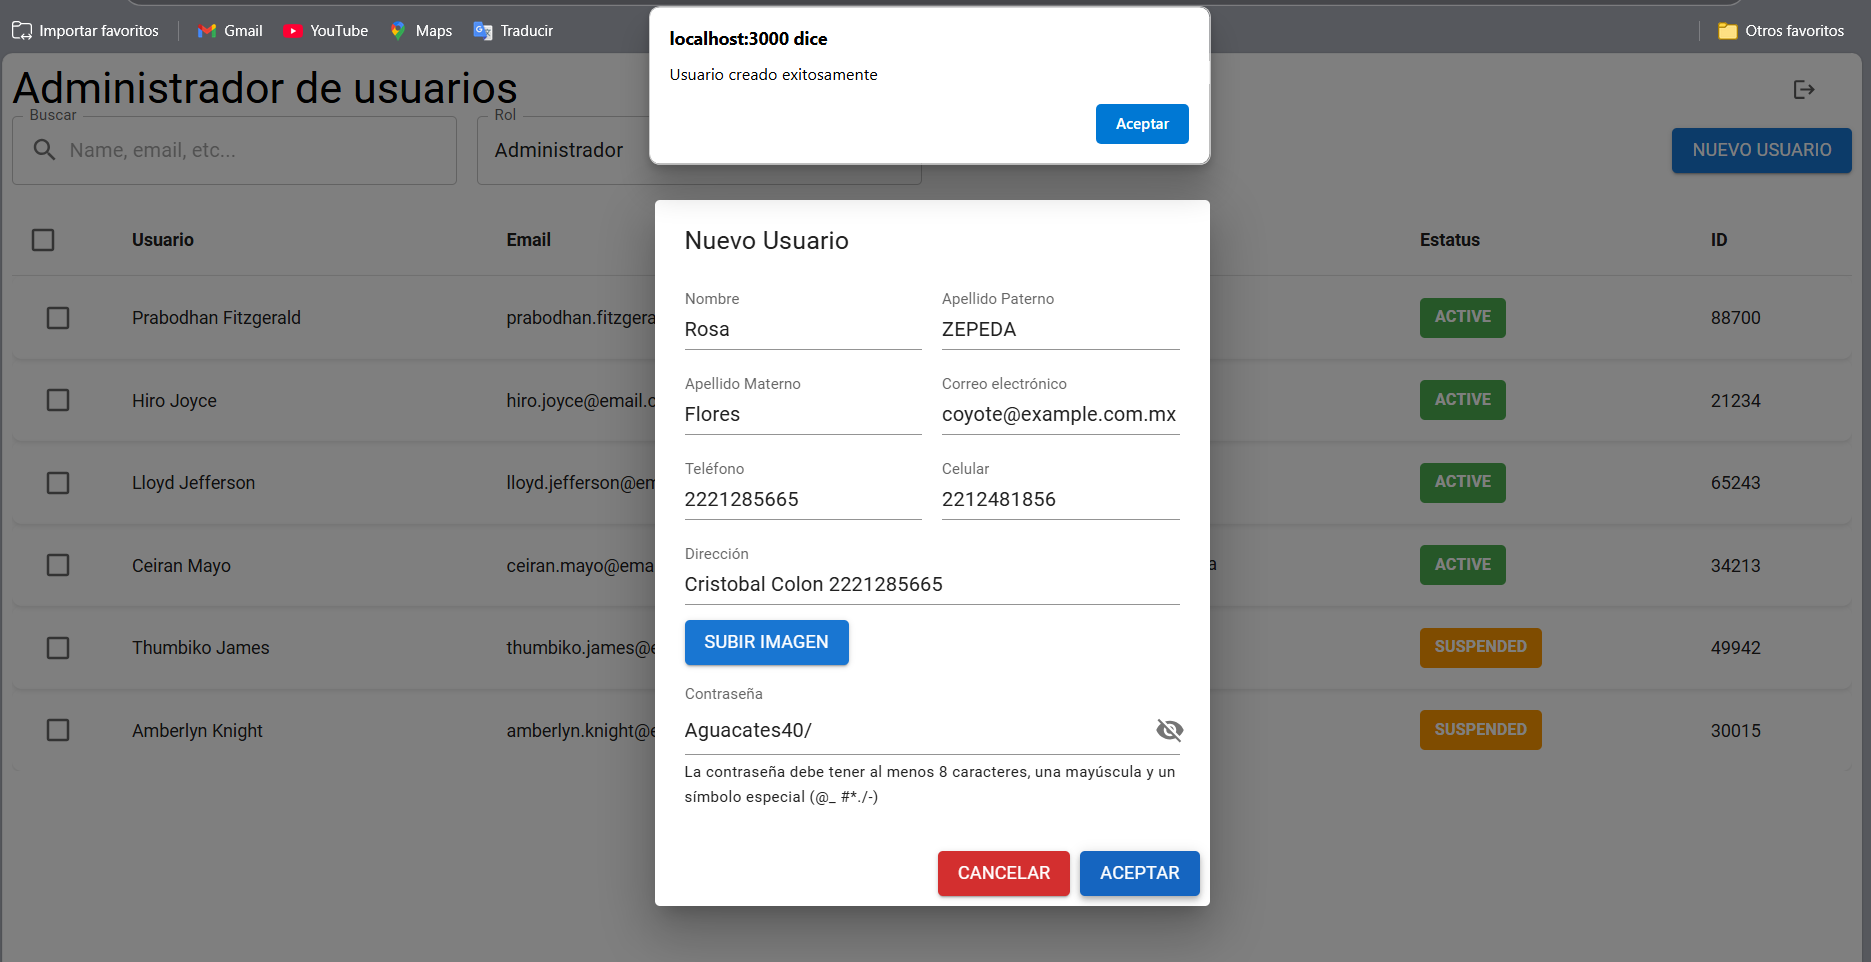 Importar favoritos Gmail YouTube Maps Traducir Otros favoritos
localhost:3000 dice
Usuario creado exitosamente
Aceptar
Administrador de usuarios
Buscar Rol
Name, email, etc... Administrador NUEVO USUARIO
Usuario Email Estatus ID
Prabodhan Fitzgerald prabodhan.fitzgera ACTIVE 88700
Hiro Joyce hiro.joyce@email.c ACTIVE 21234
Lloyd Jefferson lloyd.jefferson@em ACTIVE 65243
Ceiran Mayo ceiran.mayo@ema a ACTIVE 34213
Thumbiko James thumbiko.james@e SUSPENDED 49942
Amberlyn Knight amberlyn.knight@e SUSPENDED 30015
Nuevo Usuario
Nombre Apellido Paterno
Rosa ZEPEDA
Apellido Materno Correo electrónico
Flores coyote@example.com.mx
Teléfono Celular
2221285665 2212481856
Dirección
Cristobal Colon 2221285665
SUBIR IMAGEN
Contraseña
Aguacates40/
La contraseña debe tener al menos 8 caracteres, una mayúscula y un
símbolo especial (@_ #*./-)
CANCELAR ACEPTAR